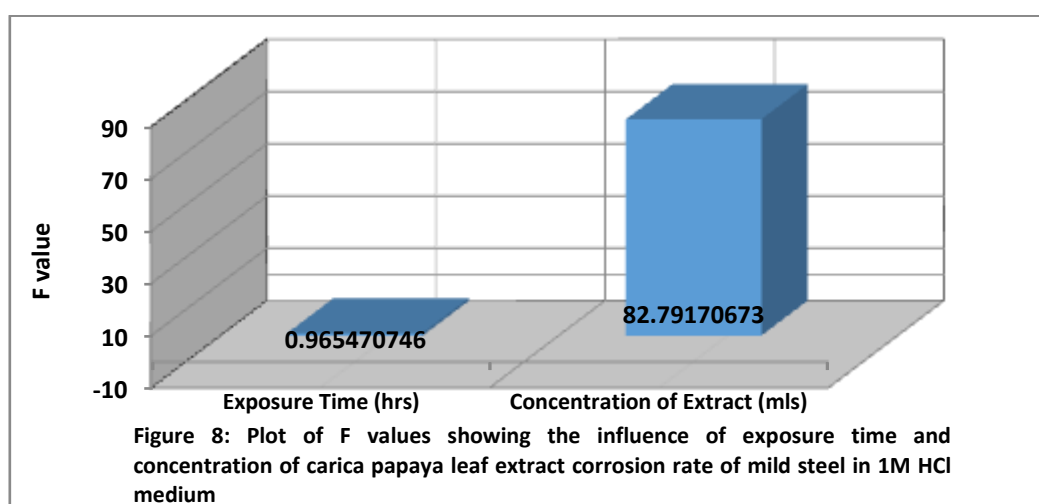 90
70
50
30
10
-10
F value
0.965470746
82.79170673
Exposure Time (hrs)
Concentration of Extract (mls)
Figure 8: Plot of F values showing the influence of exposure time and
concentration of carica papaya leaf extract corrosion rate of mild steel in 1M HCl
medium